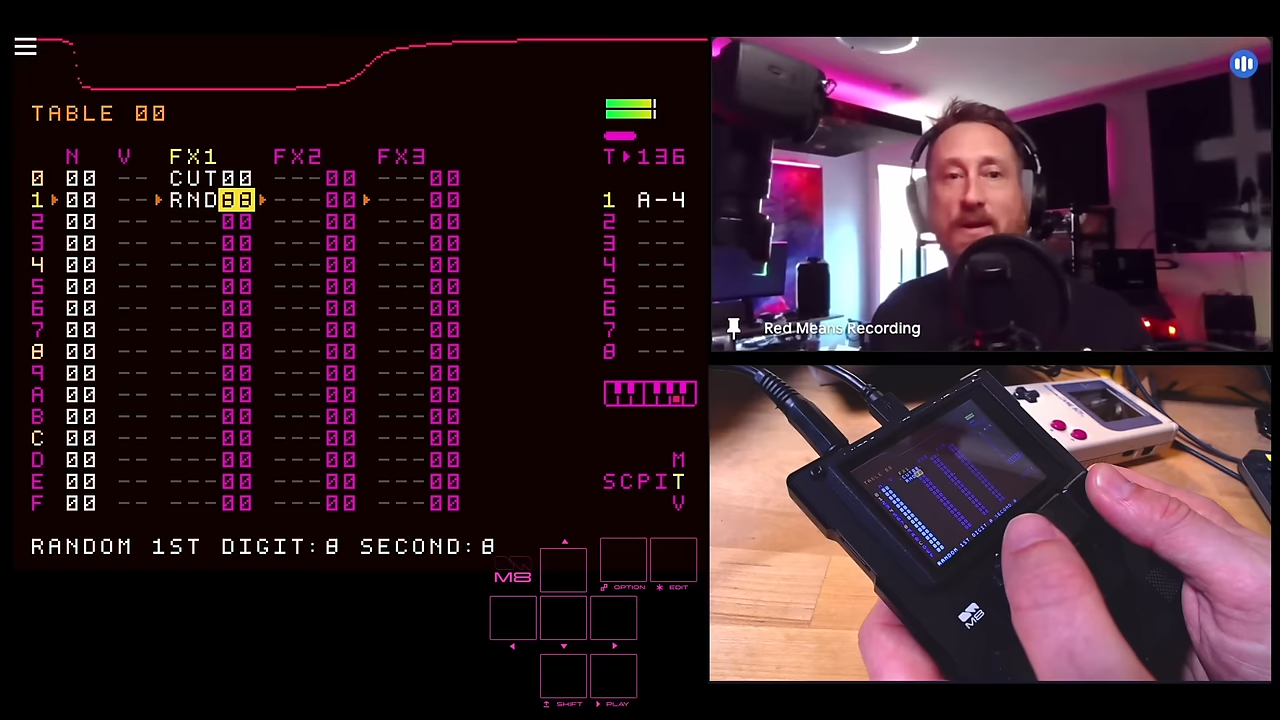 TABLE 00
N V FX1 FX2 FX3 T 136
0 00 -- CUT00 ---00 ---00
1 00 -- RND88 ---00 ---00 1 A-4
2 00 -- ---00 ---00 ---00 2 ---
3 00 -- ---00 ---00 ---00 3 ---
4 00 -- ---00 ---00 ---00 4 ---
5 00 -- ---00 ---00 ---00 5 ---
6 00 -- ---00 ---00 ---00 6 ---
7 00 -- ---00 ---00 ---00 7 ---
8 00 -- ---00 ---00 ---00 8 ---
9 00 -- ---00 ---00 ---00
A 00 -- ---00 ---00 ---00
B 00 -- ---00 ---00 ---00
C 00 -- ---00 ---00 ---00
D 00 -- ---00 ---00 ---00 M
E 00 -- ---00 ---00 ---00 SCPIT
F 00 -- ---00 ---00 ---00 V
RANDOM 1ST DIGIT:8 SECOND:8
M8
OPTION EDIT
SHIFT PLAY
Red Means Recording
M8